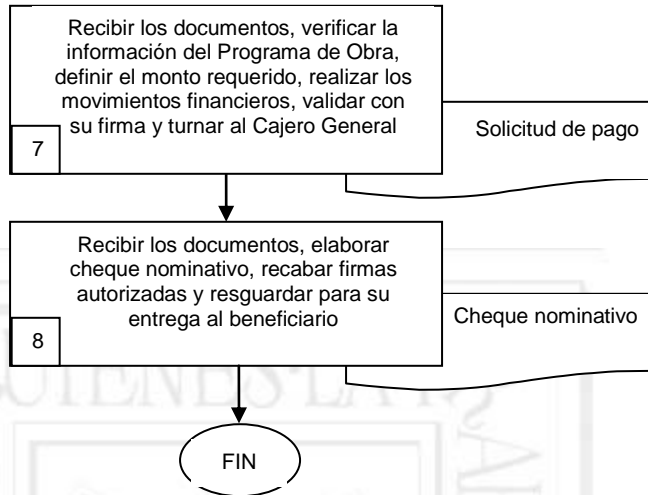 Recibir los documentos, verificar la
información del Programa de Obra,
definir el monto requerido, realizar los
movimientos financieros, validar con
su firma y turnar al Cajero General
7
Solicitud de pago
Recibir los documentos, elaborar
cheque nominativo, recabar firmas
autorizadas y resguardar para su
entrega al beneficiario
8
Cheque nominativo
FIN